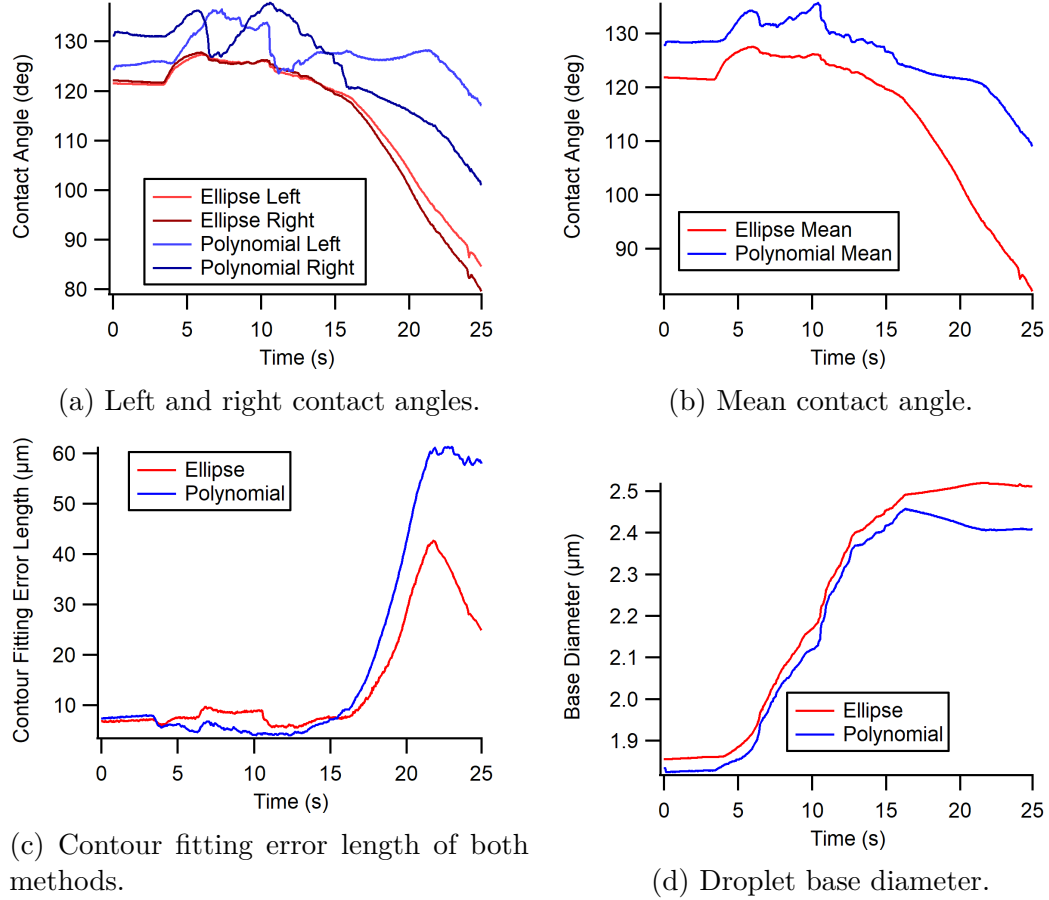 Contact Angle (deg)
130
120
110
100
90
80
Ellipse Left
Ellipse Right
Polynomial Left
Polynomial Right
0 5 10 15 20 25
Time (s)
(a) Left and right contact angles.
Contact Angle (deg)
130
120
110
100
90
Ellipse Mean
Polynomial Mean
0 5 10 15 20 25
Time (s)
(b) Mean contact angle.
Contour Fitting Error Length (µm)
60
50
40
30
20
10
Ellipse
Polynomial
0 5 10 15 20 25
Time (s)
(c) Contour fitting error length of both
methods.
Base Diameter (µm)
2.5
2.4
2.3
2.2
2.1
2.0
1.9
Ellipse
Polynomial
0 5 10 15 20 25
Time (s)
(d) Droplet base diameter.